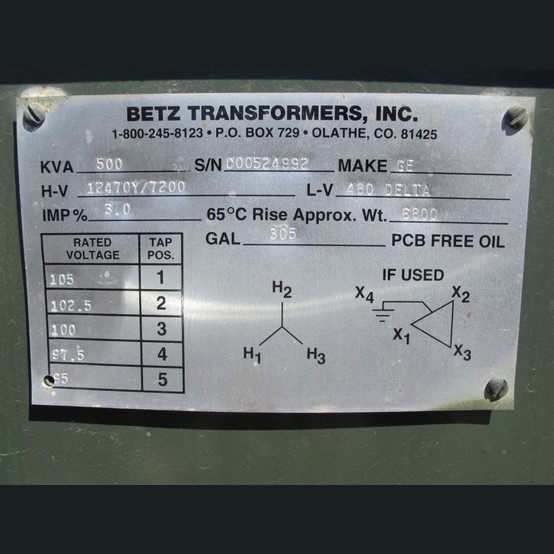 BETZ TRANSFORMERS, INC.
1-800-245-8123 • P.O. BOX 729 • OLATHE, CO. 81425
KVA 500 S/N 000524992 MAKE GE
H-V 12470Y/7200 L-V 480 DELTA
IMP % 3.0 65°C Rise Approx. Wt. 6800
GAL 305 PCB FREE OIL
RATED VOLTAGE TAP POS.
105 1
102.5 2
100 3
97.5 4
95 5
H2
H1 H3
IF USED
X4 X2
X1
X3